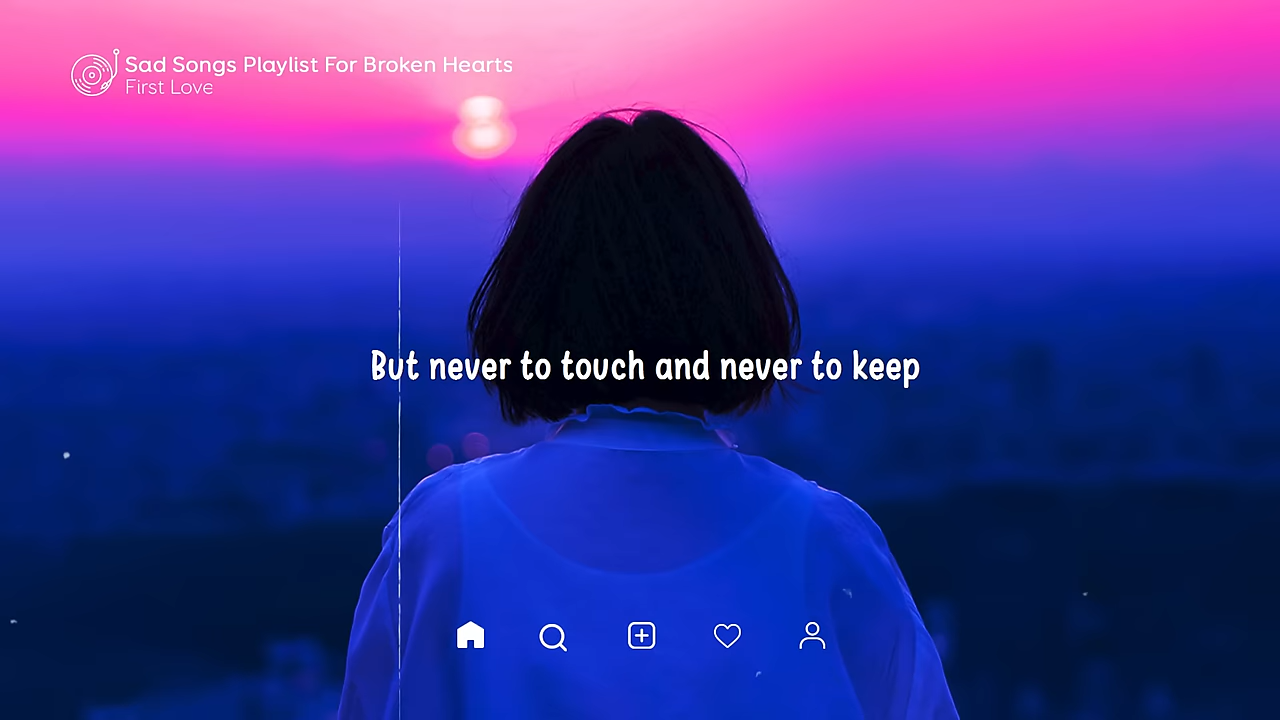 Sad Songs Playlist For Broken Hearts
First Love
But never to touch and never to keep